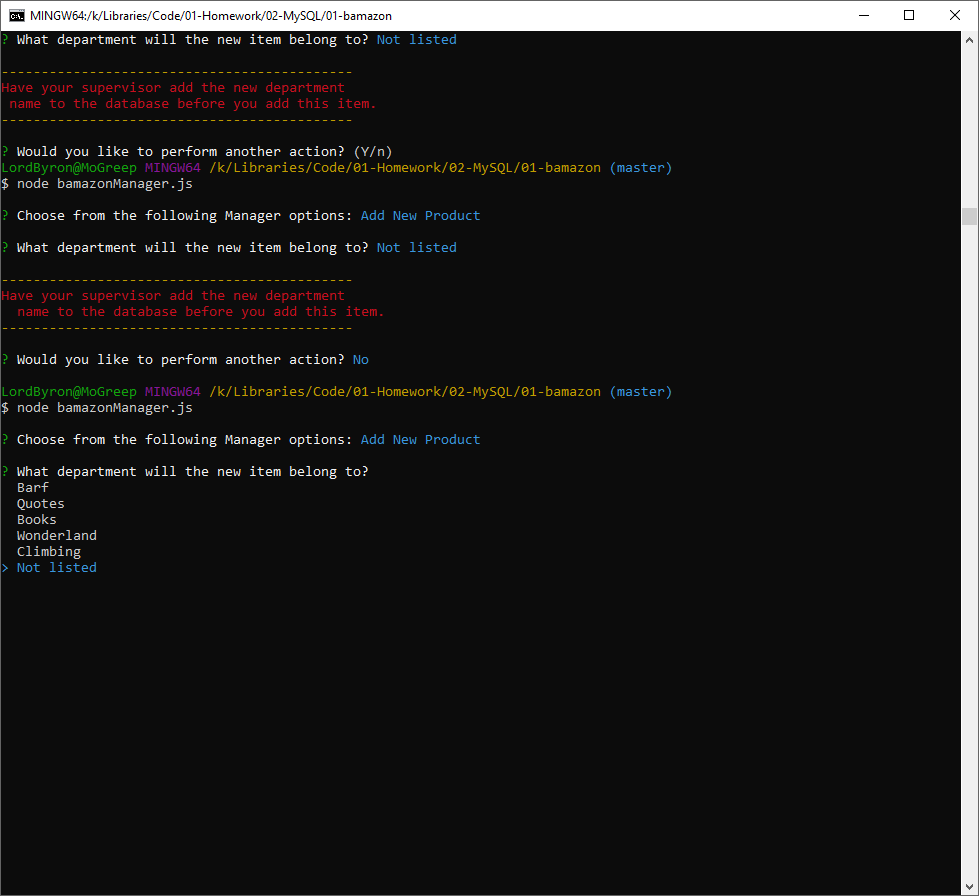 MINGW64:/k/Libraries/Code/01-Homework/02-MySQL/01-bamazon
? What department will the new item belong to? Not listed
--------------------------------------------
Have your supervisor add the new department
name to the database before you add this item.
--------------------------------------------
? Would you like to perform another action? (Y/n)
LordByron@MoGreep MINGW64 /k/Libraries/Code/01-Homework/02-MySQL/01-bamazon (master)
$ node bamazonManager.js
? Choose from the following Manager options: Add New Product
? What department will the new item belong to? Not listed
--------------------------------------------
Have your supervisor add the new department
name to the database before you add this item.
--------------------------------------------
? Would you like to perform another action? No
LordByron@MoGreep MINGW64 /k/Libraries/Code/01-Homework/02-MySQL/01-bamazon (master)
$ node bamazonManager.js
? Choose from the following Manager options: Add New Product
? What department will the new item belong to?
Barf
Quotes
Books
Wonderland
Climbing
> Not listed